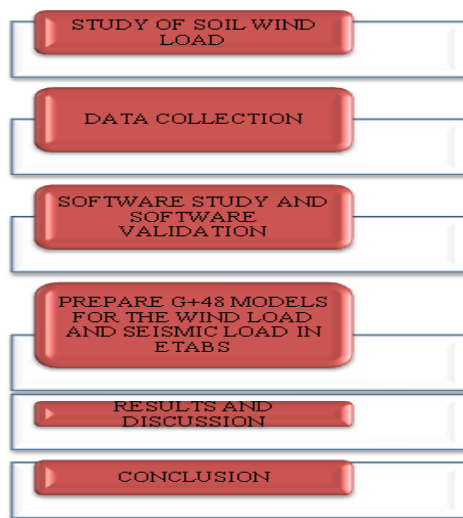 STUDY OF SOIL WIND
LOAD
DATA COLLECTION
SOFTWARE STUDY AND
SOFTWARE
VALIDATION
PREPARE G+48 MODELS
FOR THE WIND LOAD
AND SEISMIC LOAD IN
ETABS
RESULTS AND
DISCUSSION
CONCLUSION